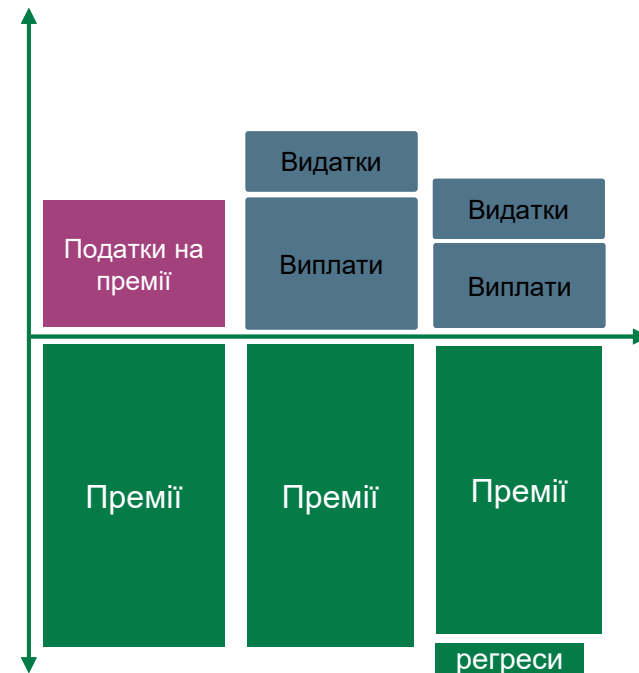 Видатки
Видатки
Податки на
премії
Виплати
Виплати
Премії
Премії
Премії
регреси